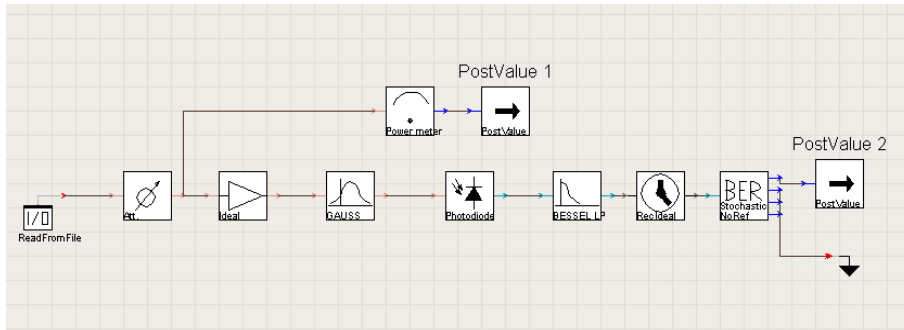 PostValue 1
Power meter
PostValue
PostValue 2
I/O
ReadFromFile
Att.
Ideal
GAUSS
Photodiode
BESSEL LP
RecIdeal
BER
Stochastic
NoRef
PostValue